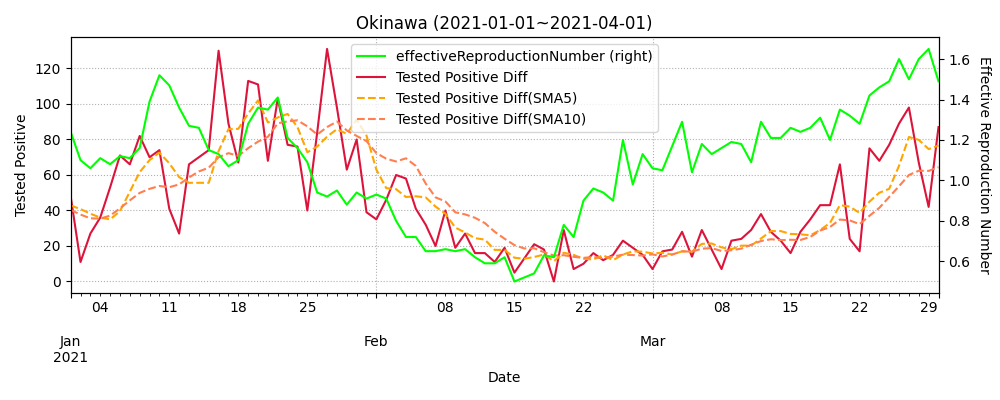 Okinawa (2021-01-01~2021-04-01)
effectiveReproductionNumber (right)
Tested Positive Diff
Tested Positive Diff(SMA5)
Tested Positive Diff(SMA10)
Tested Positive
120
100
80
60
40
20
0
1.6
1.4
1.2
1.0
0.8
0.6
Effective Reproduction Number
04 11 18 25 08 15 22 08 15 22 29
Jan Feb Mar
2021
Date